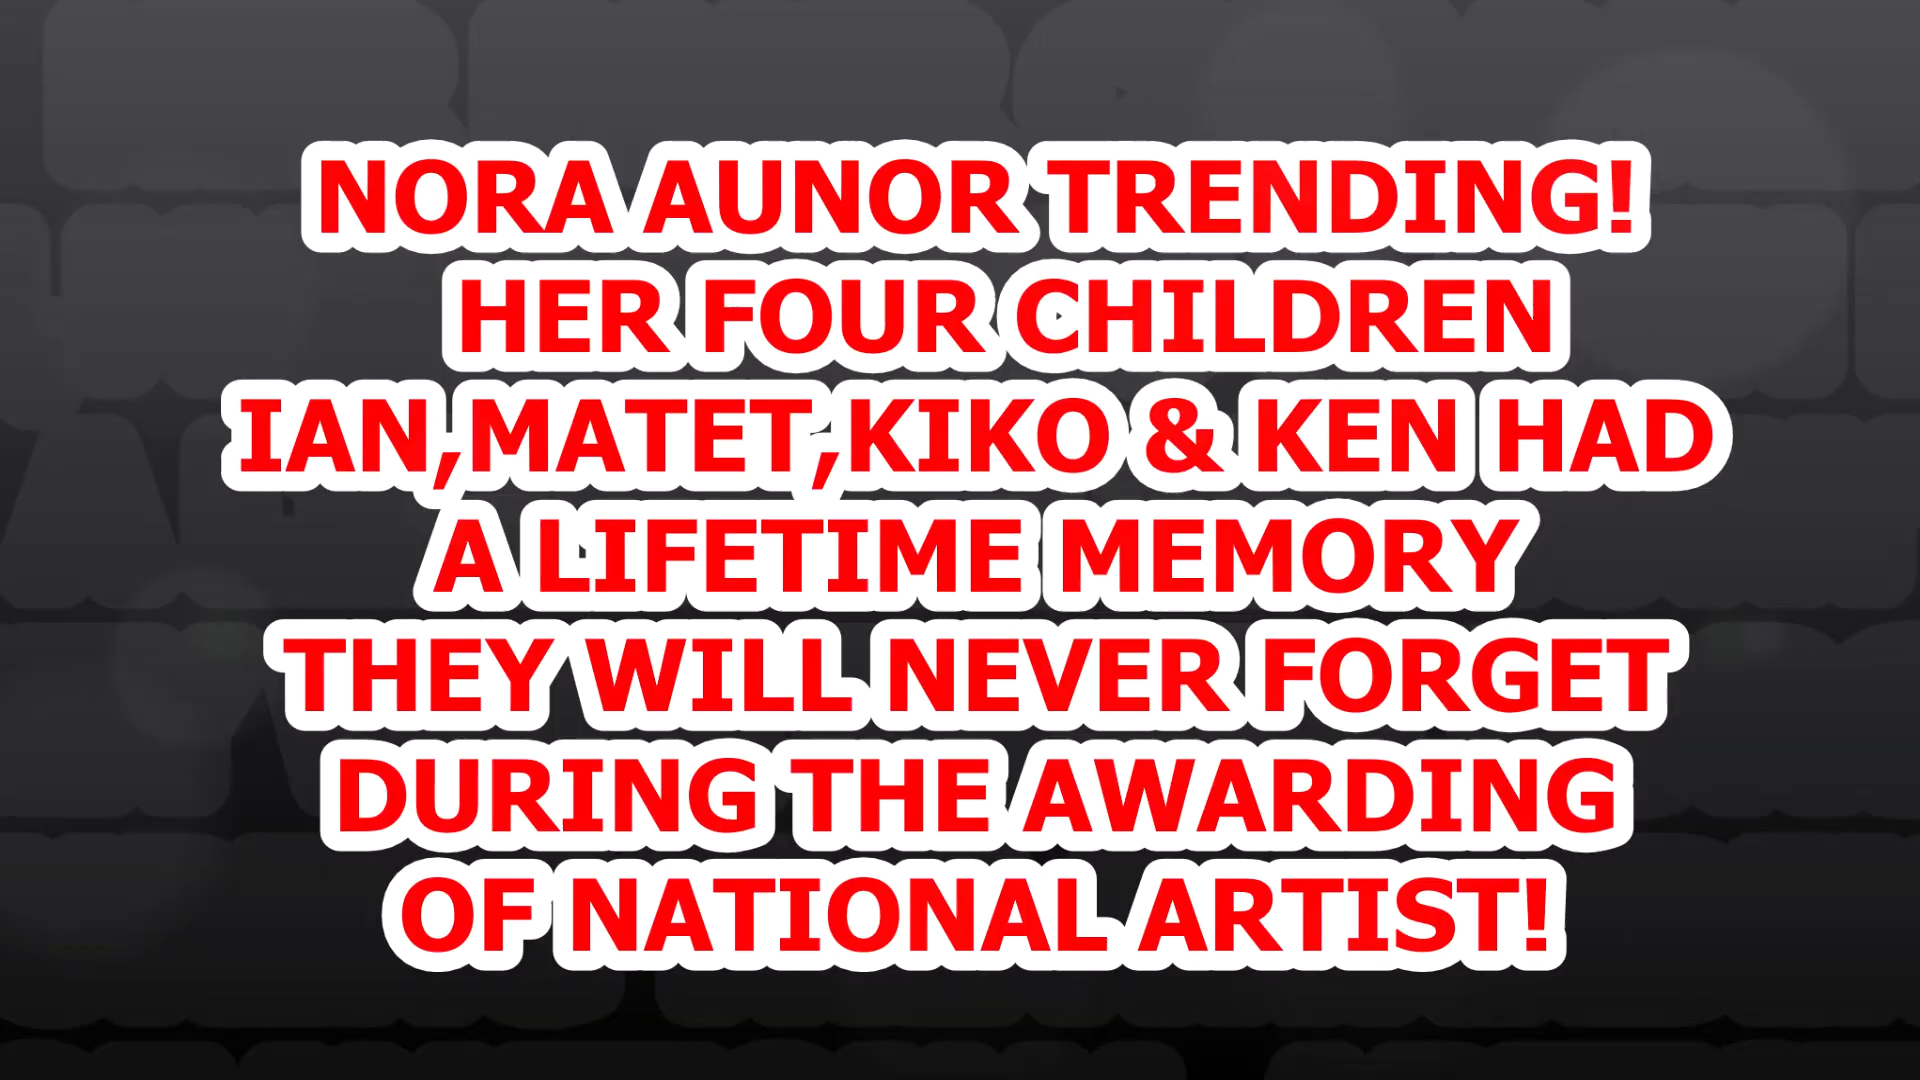 NORA AUNOR TRENDING!
HER FOUR CHILDREN
IAN,MATET,KIKO & KEN HAD
A LIFETIME MEMORY
THEY WILL NEVER FORGET
DURING THE AWARDING
OF NATIONAL ARTIST!